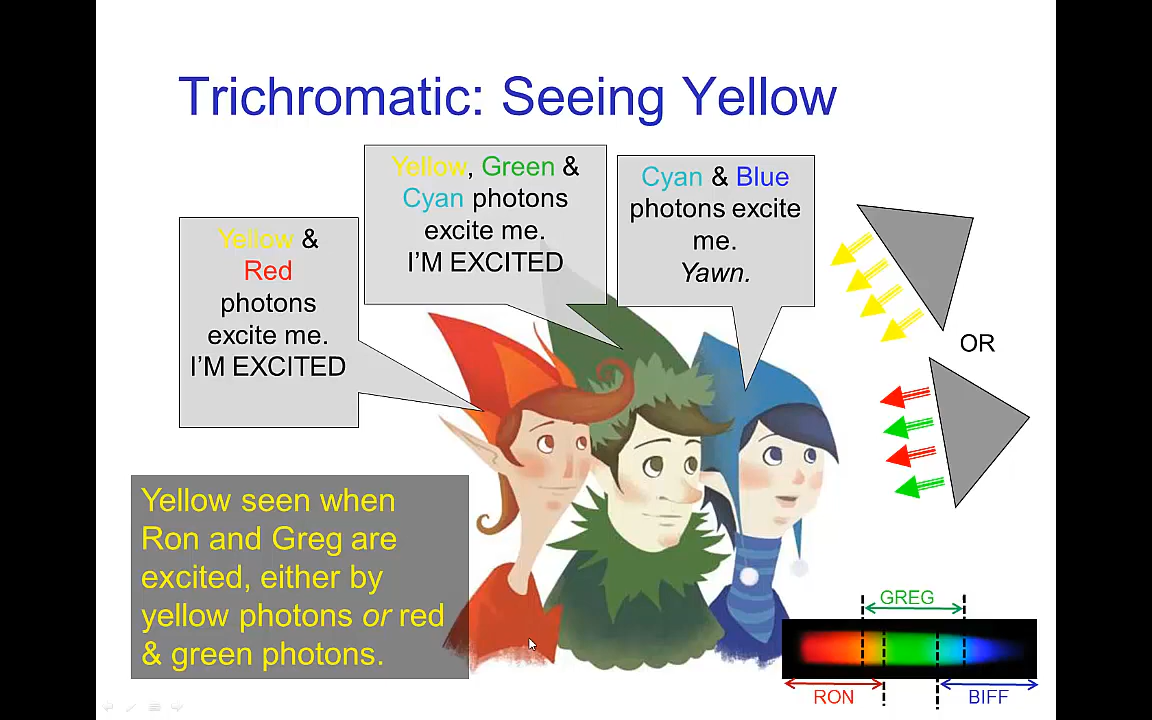 Trichromatic: Seeing Yellow
Yellow &
Red
photons
excite me.
I'M EXCITED
Yellow, Green &
Cyan photons
excite me.
I'M EXCITED
Cyan & Blue
photons excite
me.
Yawn.
OR
Yellow seen when
Ron and Greg are
excited, either by
yellow photons or red
& green photons.
GREG
RON
BIFF